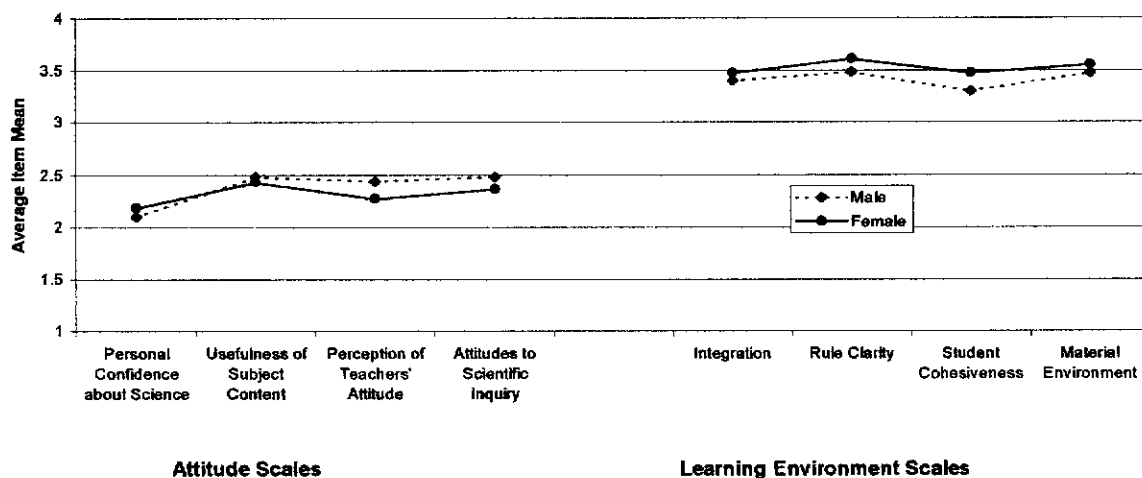 4
3.5
3
2.5
2
1.5
1
Average Item Mean
Male
Female
Personal
Confidence
about Science
Usefulness of
Subject
Content
Perception of
Teachers'
Attitude
Attitudes to
Scientific
Inquiry
Integration
Rule Clarity
Student
Cohesiveness
Material
Environment
Attitude Scales
Learning Environment Scales